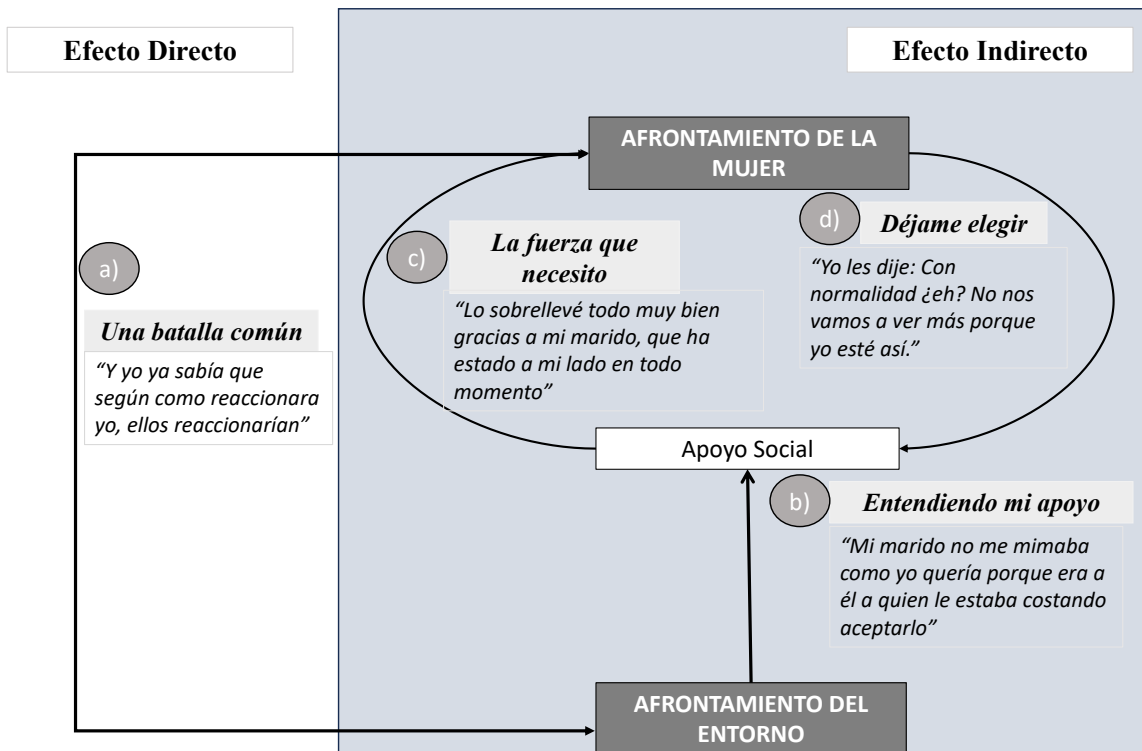 Efecto Directo
Efecto Indirecto
AFRONTAMIENTO DE LA
MUJER
a)
Una batalla común
“Y yo ya sabía que
según como reaccionara
yo, ellos reaccionarían”
c)
La fuerza que
necesito
“Lo sobrellevé todo muy bien
gracias a mi marido, que ha
estado a mi lado en todo
momento”
d)
Déjame elegir
“Yo les dije: Con
normalidad ¿eh? No nos
vamos a ver más porque
yo esté así.”
Apoyo Social
b)
Entendiendo mi apoyo
“Mi marido no me mimaba
como yo quería porque era a
él a quien le estaba costando
aceptarlo”
AFRONTAMIENTO DEL
ENTORNO